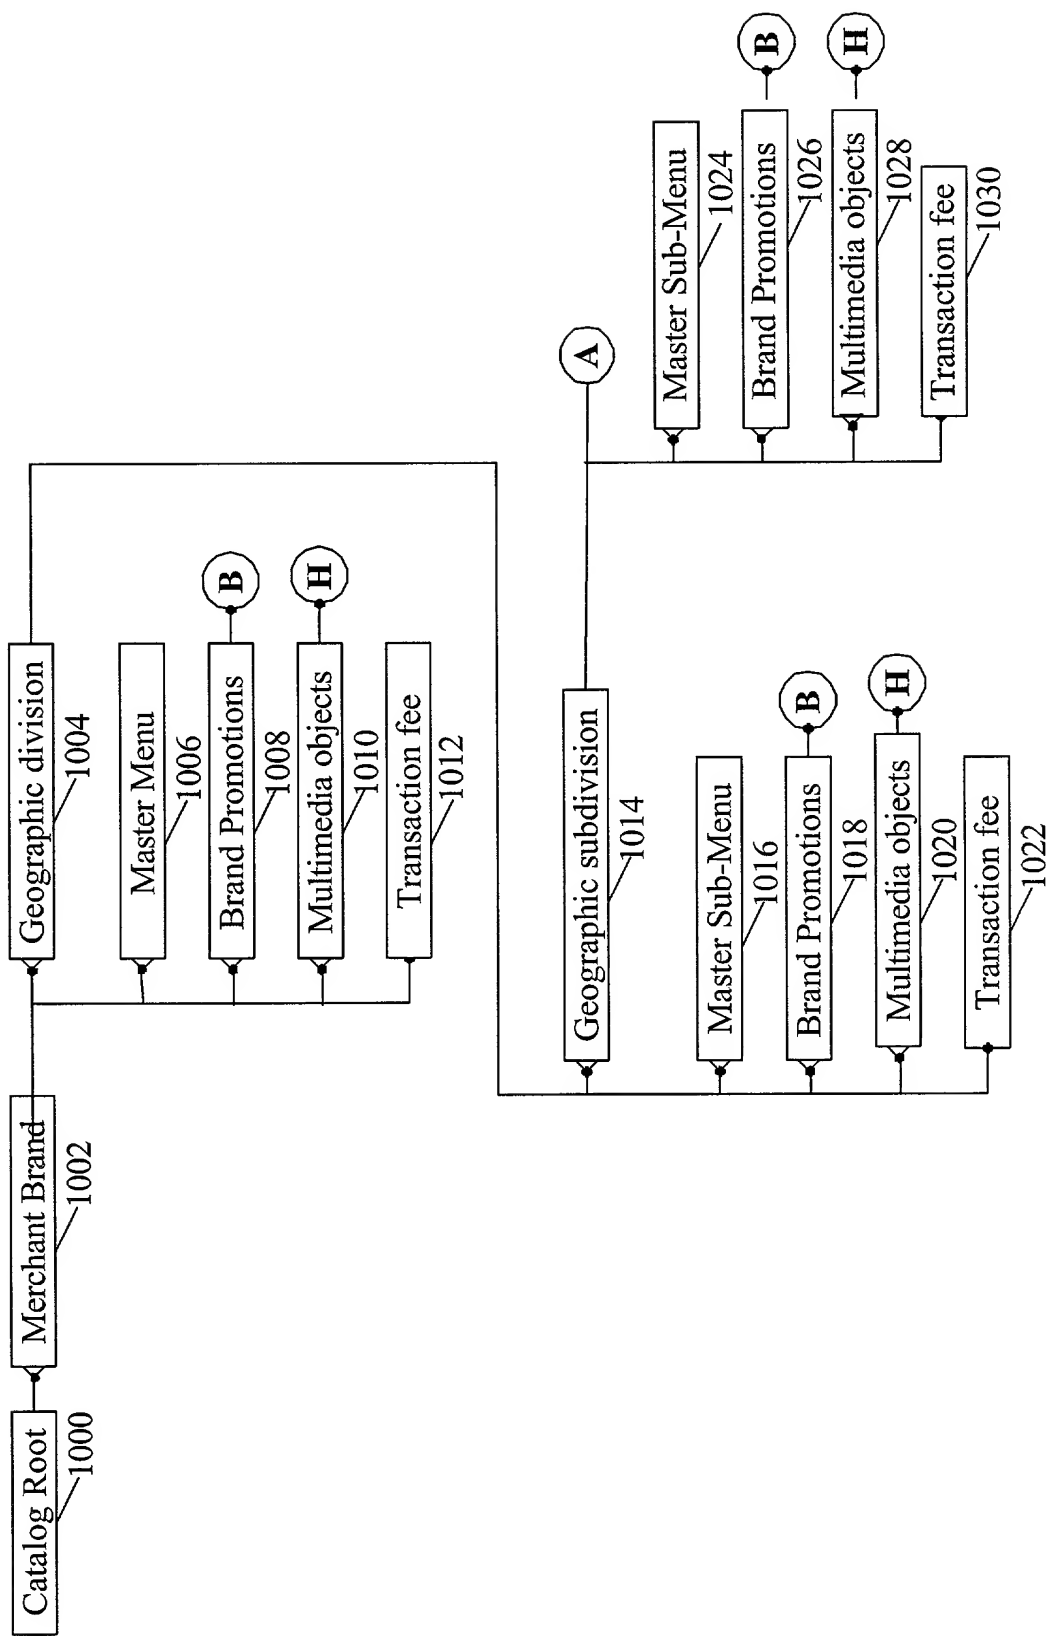 Catalog Root
1000
Merchant Brand
1002
Geographic division
1004
Master Menu
1006
Brand Promotions
1008
B
Multimedia objects
1010
H
Transaction fee
1012
Geographic subdivision
1014
A
Master Sub-Menu
1016
Brand Promotions
1018
B
Multimedia objects
1020
H
Transaction fee
1022
Master Sub-Menu
1024
Brand Promotions
1026
B
Multimedia objects
1028
H
Transaction fee
1030